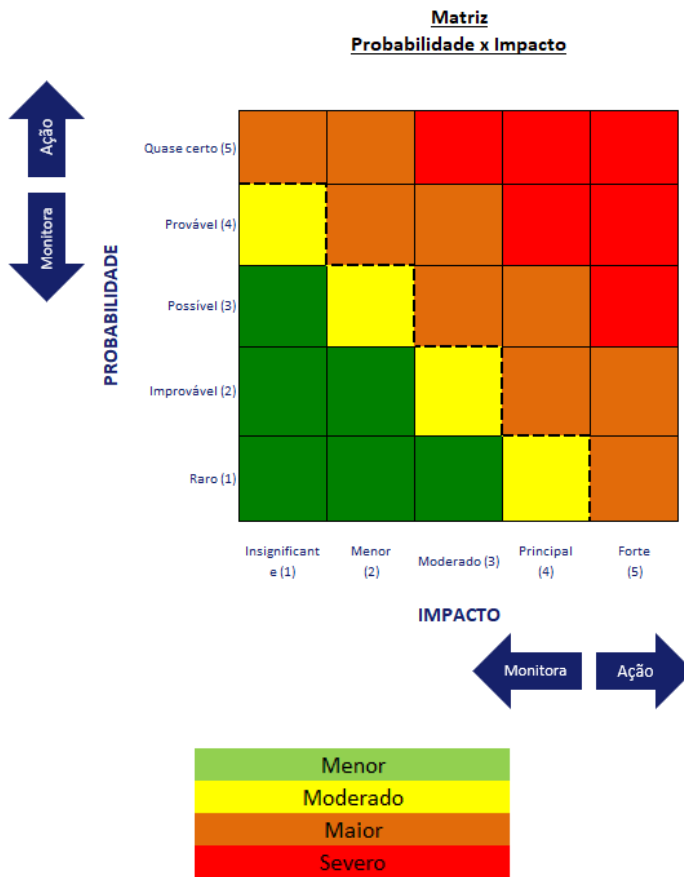 Matriz
Probabilidade x Impacto
Ação
Monitora
PROBABILIDADE
Quase certo (5)
Provável (4)
Possível (3)
Improvável (2)
Raro (1)
Insignificant
e (1)
Menor
(2)
Moderado (3)
Principal
(4)
Forte
(5)
IMPACTO
Monitora
Ação
Menor
Moderado
Maior
Severo